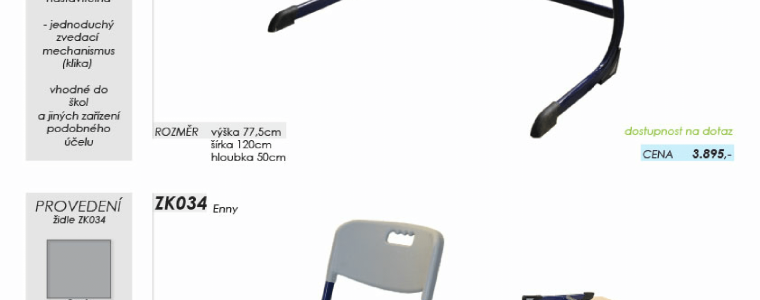 - jednoduchý
zvedací
mechanismus
(klika)
vhodné do
škol
a jiných zařízení
podobného
účelu
ROZMĚR výška 77,5cm
šířka 120cm
hloubka 50cm
dostupnost na dotaz
CENA 3.895,-
PROVEDENÍ
židle ZK034
ZK034 Enny